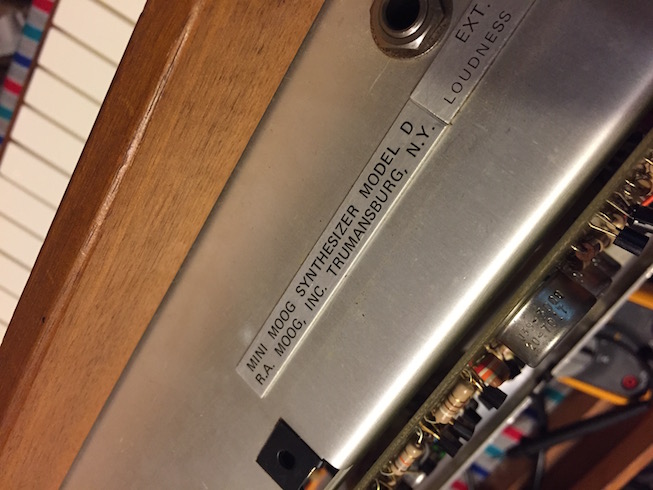 EXT.
LOUDNESS
MINI MOOG SYNTHESIZER MODEL D
R.A. MOOG, INC. TRUMANSBURG, N.Y.